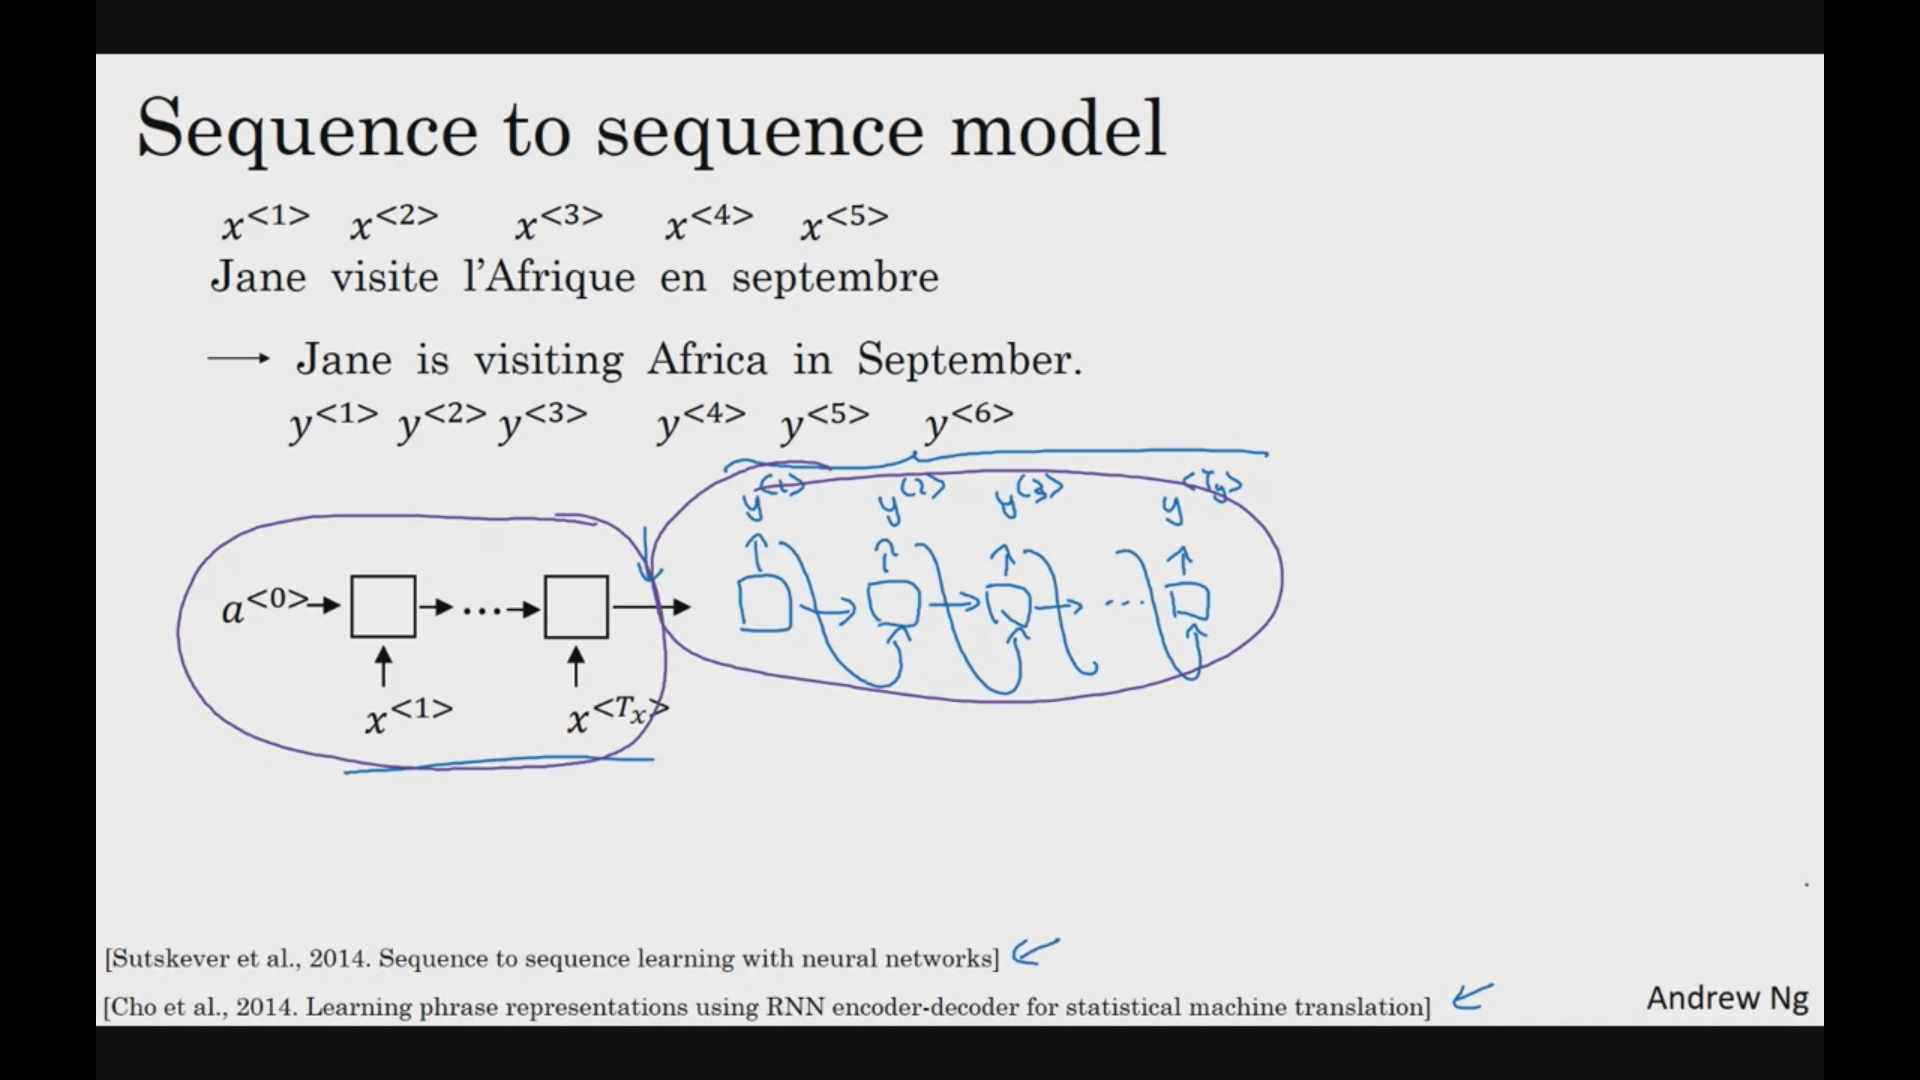 Sequence to sequence model
x<1> x<2> x<3> x<4> x<5>
Jane visite l’Afrique en septembre
→ Jane is visiting Africa in September.
y<1> y<2> y<3> y<4> y<5> y<6>
y<1> y<2> y<3> y<Ty>
a<0> → → ... → →
...
x<1> x<Tx>
[Sutskever et al., 2014. Sequence to sequence learning with neural networks]
[Cho et al., 2014. Learning phrase representations using RNN encoder-decoder for statistical machine translation]
Andrew Ng